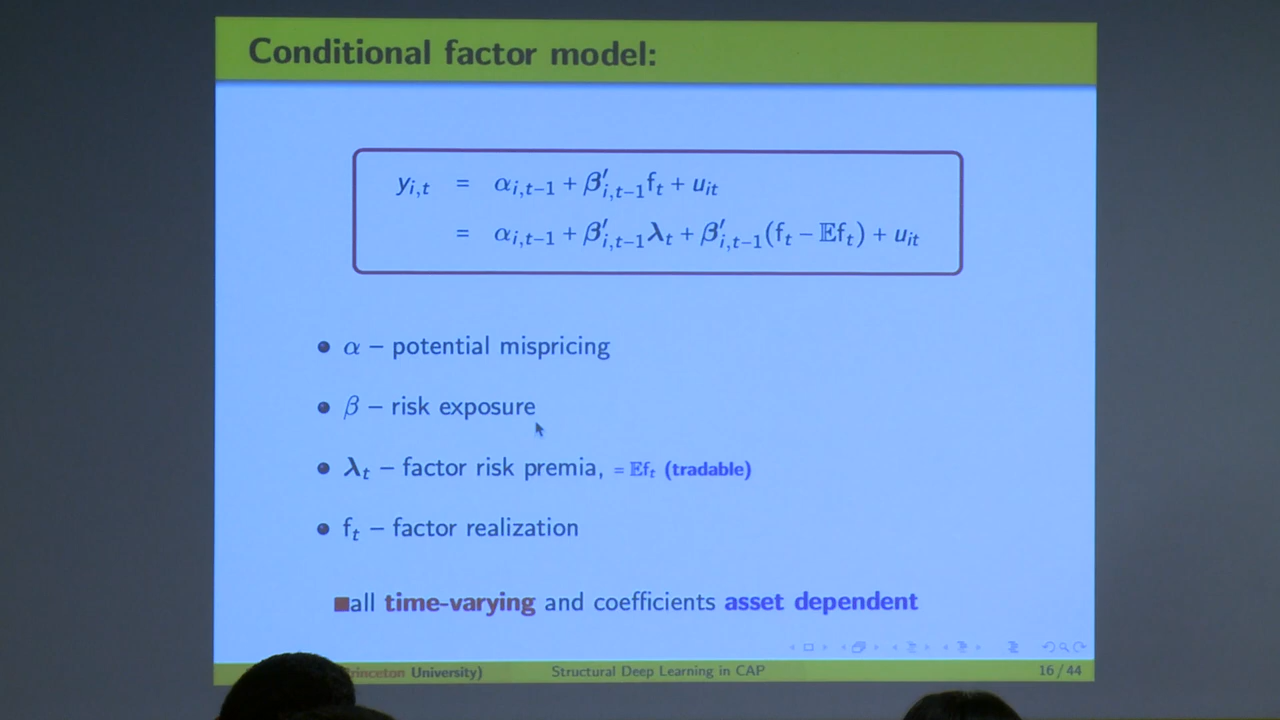 Conditional factor model:
y_{i,t} = α_{i,t−1} + β′_{i,t−1}f_t + u_{it}
= α_{i,t−1} + β′_{i,t−1}λ_t + β′_{i,t−1}(f_t − 𝔼f_t) + u_{it}
α – potential mispricing
β – risk exposure
λ_t – factor risk premia, = 𝔼f_t (tradable)
f_t – factor realization
all time-varying and coefficients asset dependent
University) Structural Deep Learning in CAP 16 / 44